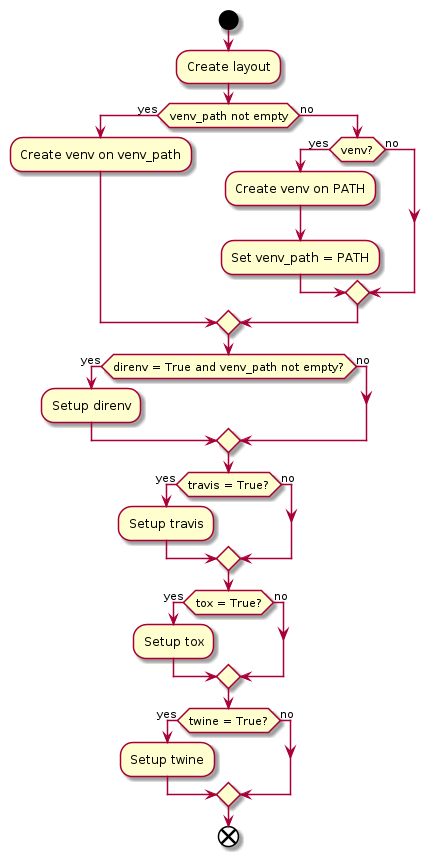 Create layout
yes
venv_path not empty
no
Create venv on venv_path
yes
venv?
no
Create venv on PATH
Set venv_path = PATH
yes
direnv = True and venv_path not empty?
no
Setup direnv
yes
travis = True?
no
Setup travis
yes
tox = True?
no
Setup tox
yes
twine = True?
no
Setup twine